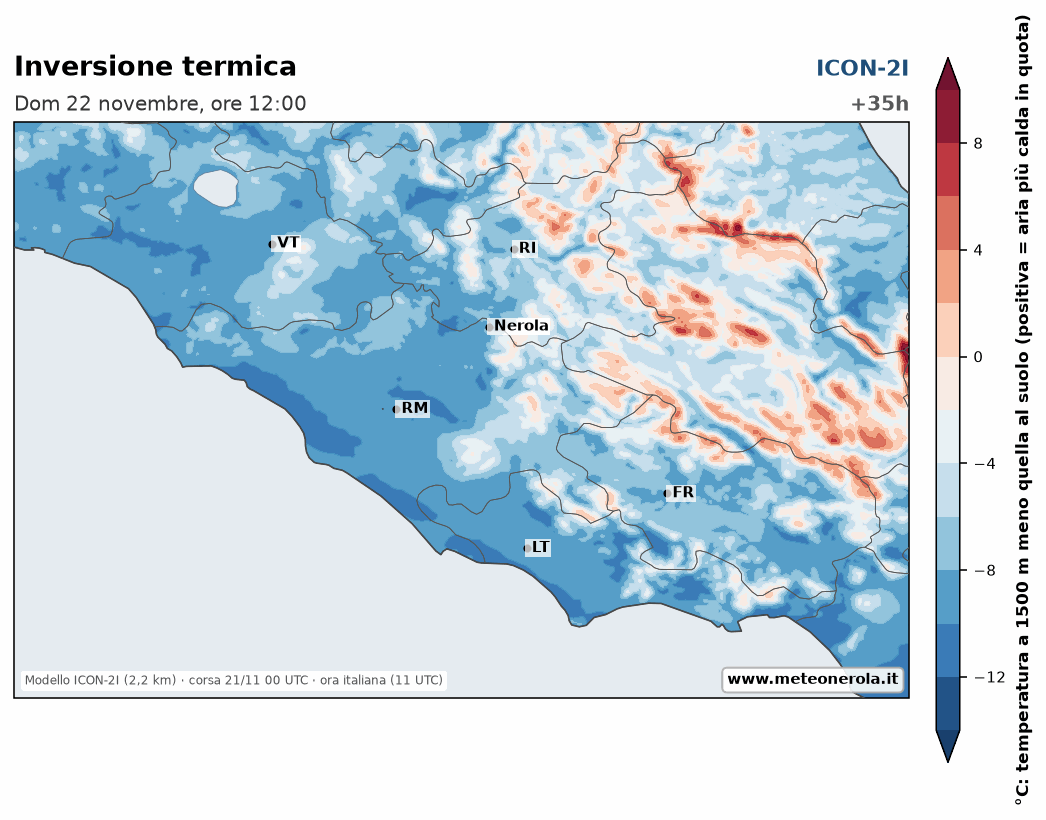 Inversione termica
ICON-2I
Dom 22 novembre, ore 12:00
+35h
VT
RI
Nerola
RM
FR
LT
Modello ICON-2I (2,2 km) · corsa 21/11 00 UTC · ora italiana (11 UTC)
www.meteonerola.it
8
4
0
−4
−8
−12
°C: temperatura a 1500 m meno quella al suolo (positiva = aria più calda in quota)